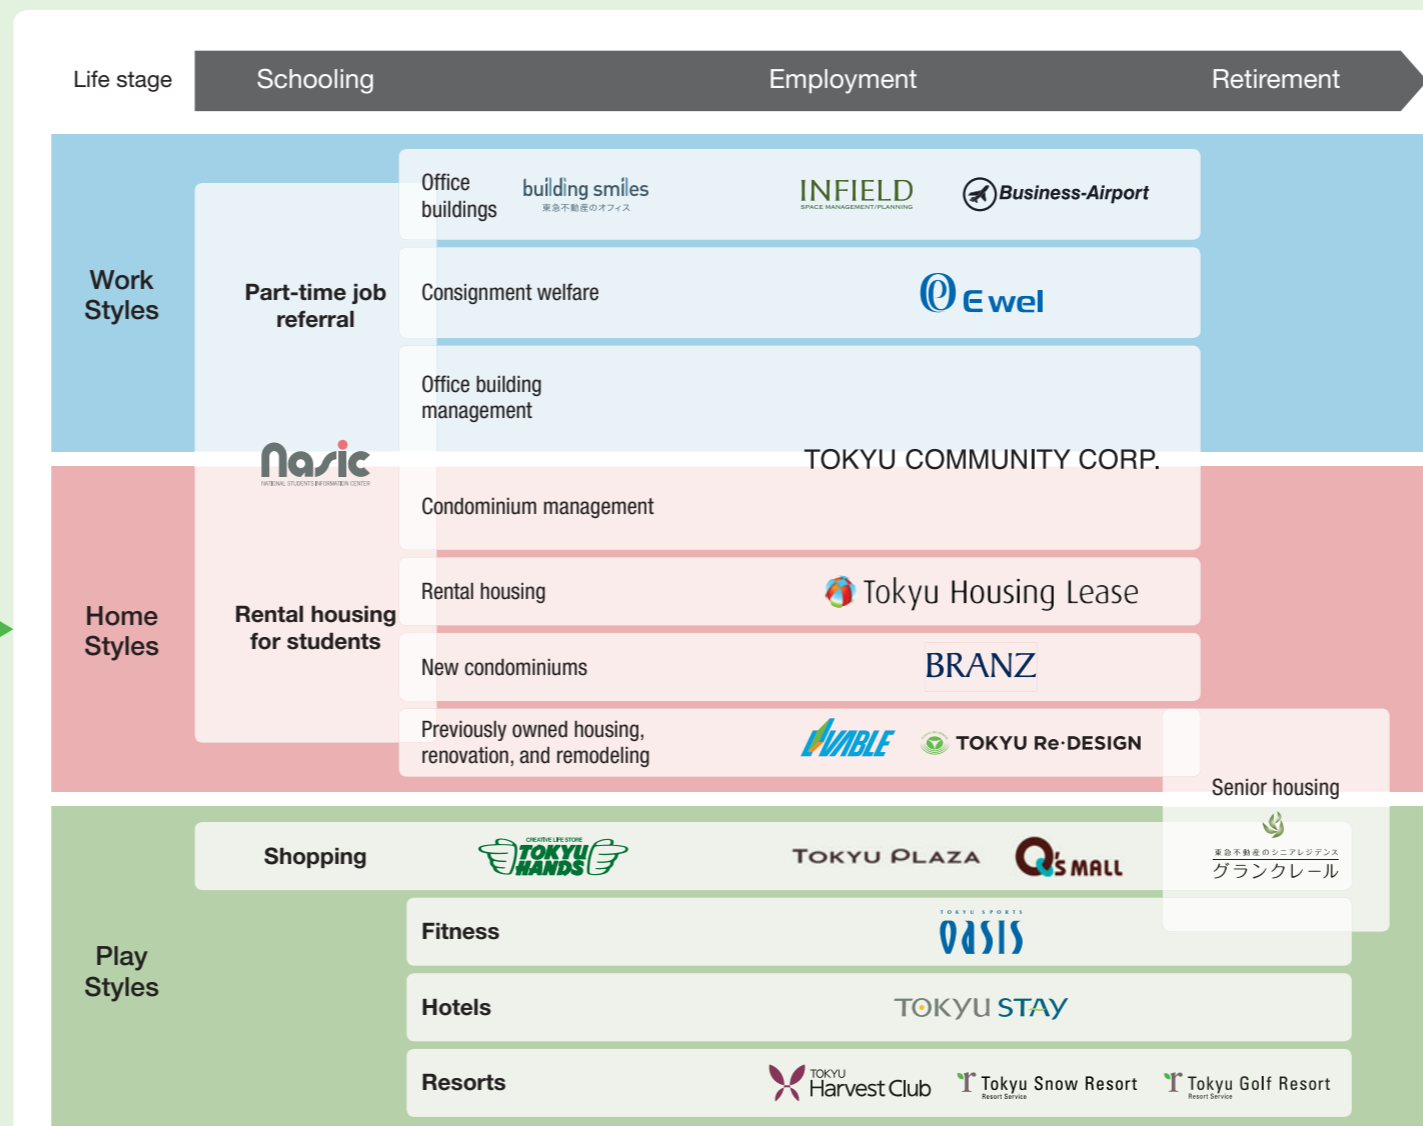 Life stage
Schooling
Employment
Retirement
Work
Styles
Part-time job
referral
Office
buildings
building smiles
東急不動産のオフィス
INFIELD
SPACE MANAGEMENT/PLANNING
Business-Airport
Consignment welfare
Ewel
Office building
management
nasic
NATIONAL STUDENTS INFORMATION CENTER
TOKYU COMMUNITY CORP.
Condominium management
Home
Styles
Rental housing
for students
Rental housing
Tokyu Housing Lease
New condominiums
BRANZ
Previously owned housing,
renovation, and remodeling
LIVABLE
TOKYU Re·DESIGN
Senior housing
東急不動産のシニアレジデンス
グランクレール
Play
Styles
Shopping
CREATIVE LIFE STORE
TOKYU
HANDS
TOKYU PLAZA
Q's MALL
Fitness
TOKYU SPORTS
OASIS
Hotels
TOKYU STAY
Resorts
TOKYU
Harvest Club
Tokyu Snow Resort
Resort Service
Tokyu Golf Resort
Resort Service